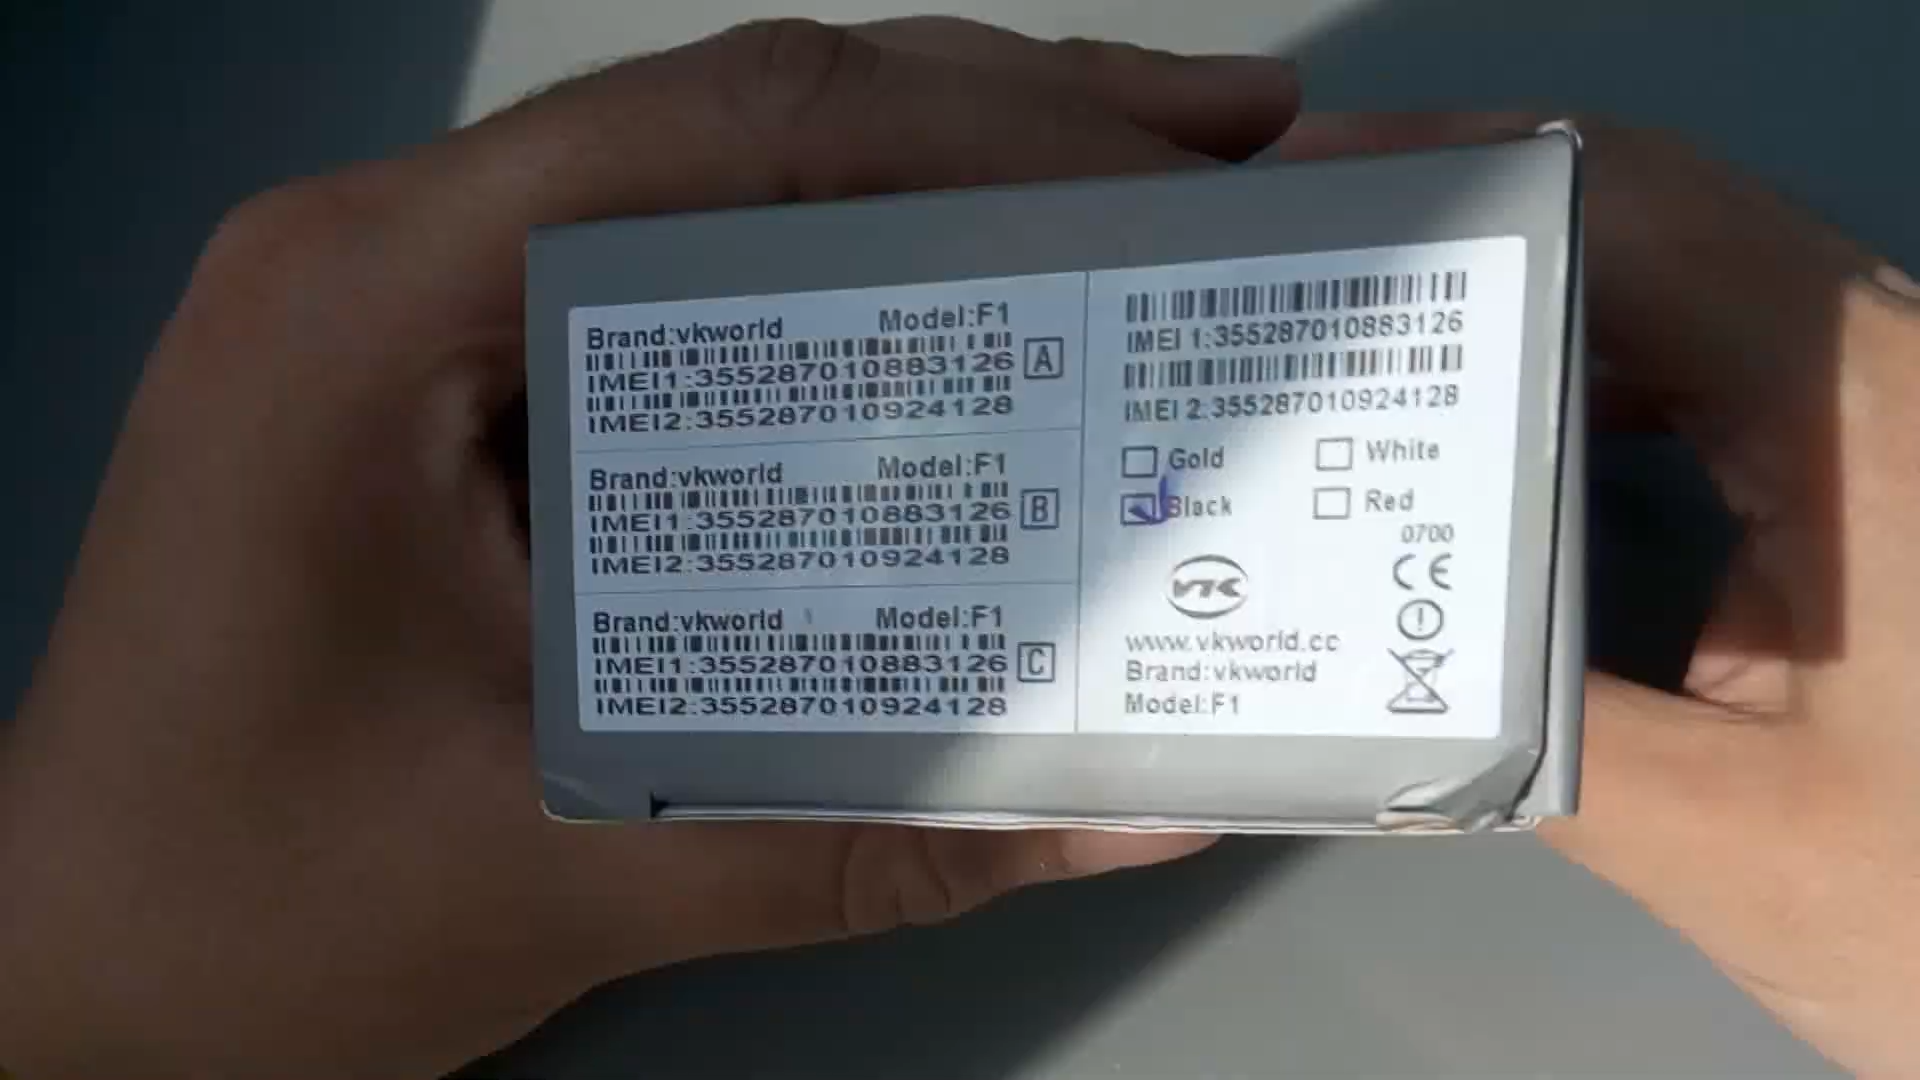 Brand:vkworld Model:F1
IMEI1:355287010883126 A
IMEI2:355287010924128
Brand:vkworld Model:F1
IMEI1:355287010883126 B
IMEI2:355287010924128
Brand:vkworld Model:F1
IMEI1:355287010883126 C
IMEI2:355287010924128
IMEI 1:355287010883126
IMEI 2:355287010924128
Gold White
Black Red
0700
CE
VTK
www.vkworld.cc
Brand:vkworld
Model:F1